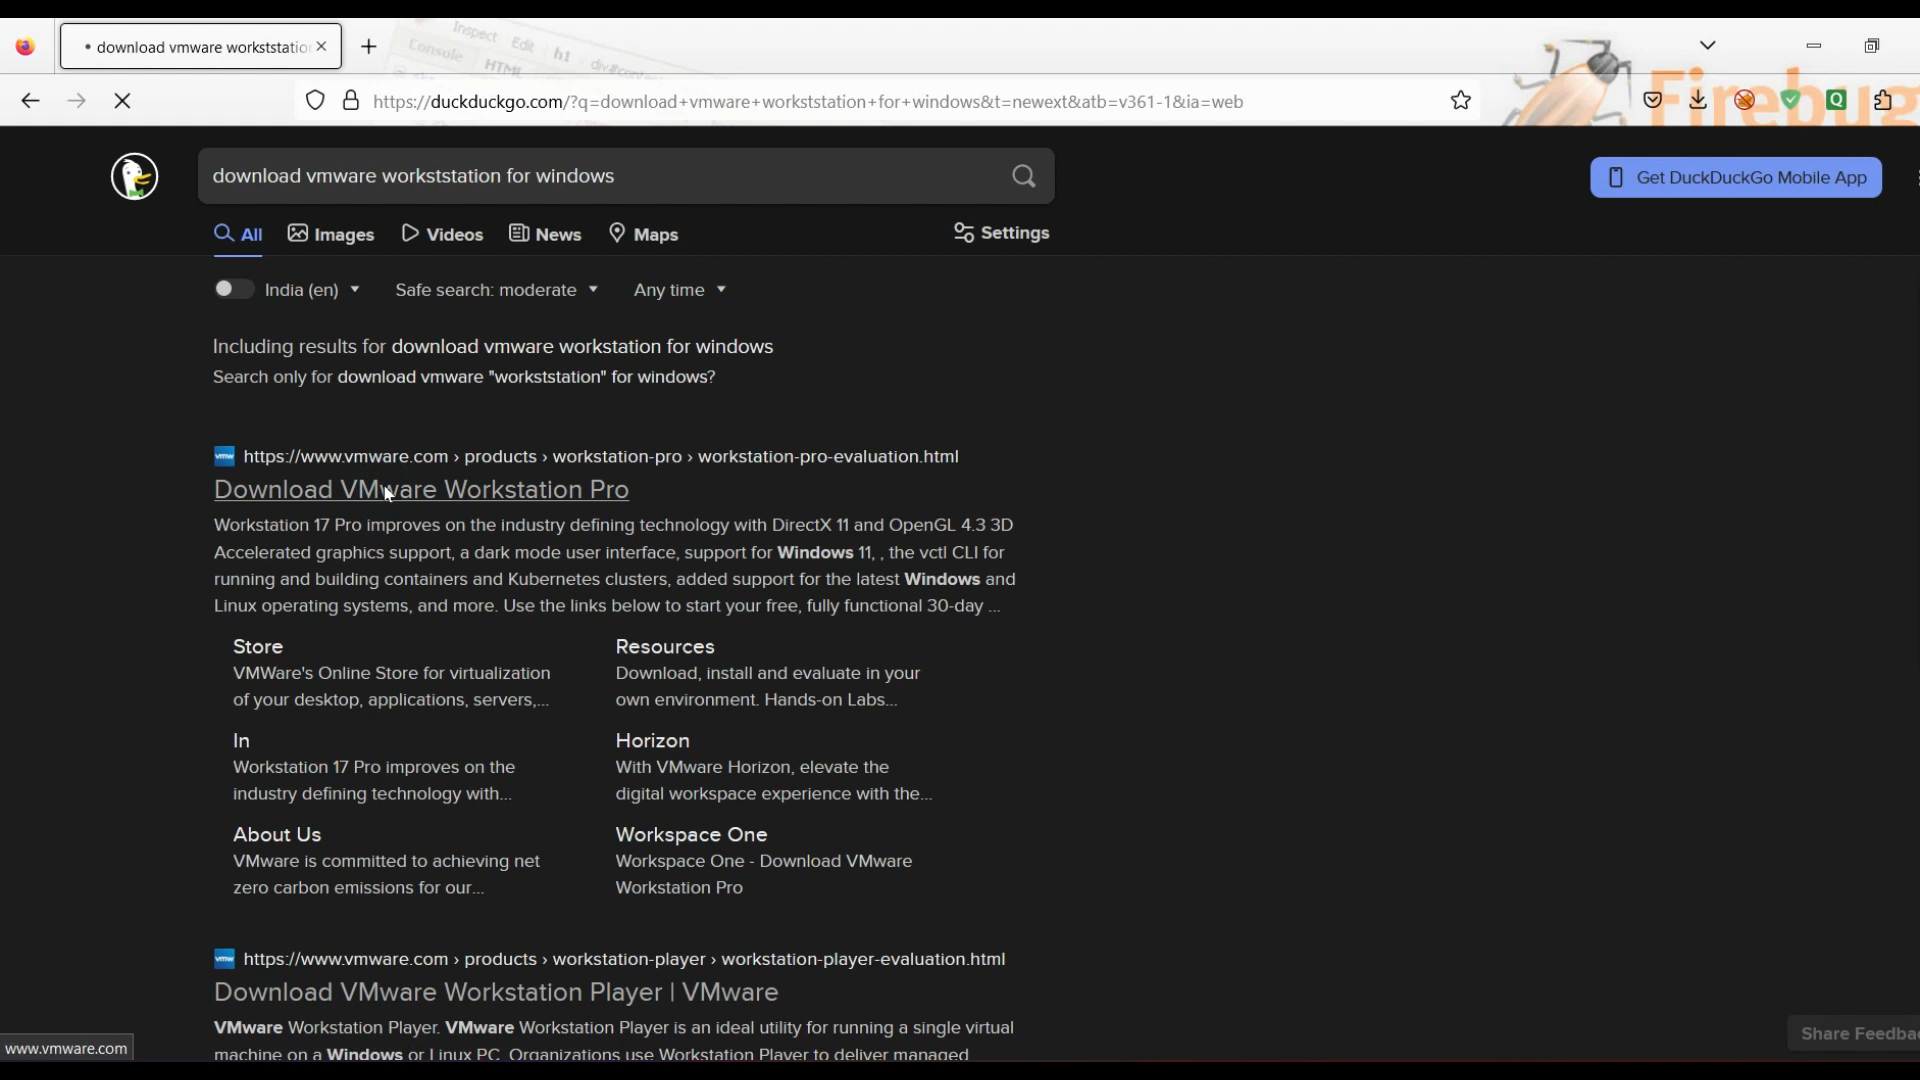 Inspect Edit h1 div#conte
Console HTML
download vmware workststatio
Firebug
https://duckduckgo.com/?q=download+vmware+workststation+for+windows&t=newext&atb=v361-1&ia=web
download vmware workststation for windows
Get DuckDuckGo Mobile App
All Images Videos News Maps Settings
India (en) Safe search: moderate Any time
Including results for download vmware workstation for windows
Search only for download vmware "workststation" for windows?
vmw https://www.vmware.com › products › workstation-pro › workstation-pro-evaluation.html
Download VMware Workstation Pro
Workstation 17 Pro improves on the industry defining technology with DirectX 11 and OpenGL 4.3 3D
Accelerated graphics support, a dark mode user interface, support for Windows 11, , the vctl CLI for
running and building containers and Kubernetes clusters, added support for the latest Windows and
Linux operating systems, and more. Use the links below to start your free, fully functional 30-day ...
Store
VMWare's Online Store for virtualization
of your desktop, applications, servers,...
Resources
Download, install and evaluate in your
own environment. Hands-on Labs...
In
Workstation 17 Pro improves on the
industry defining technology with...
Horizon
With VMware Horizon, elevate the
digital workspace experience with the...
About Us
VMware is committed to achieving net
zero carbon emissions for our...
Workspace One
Workspace One - Download VMware
Workstation Pro
vmw https://www.vmware.com › products › workstation-player › workstation-player-evaluation.html
Download VMware Workstation Player | VMware
VMware Workstation Player. VMware Workstation Player is an ideal utility for running a single virtual
machine on a Windows or Linux PC. Organizations use Workstation Player to deliver managed
Share Feedbac
www.vmware.com